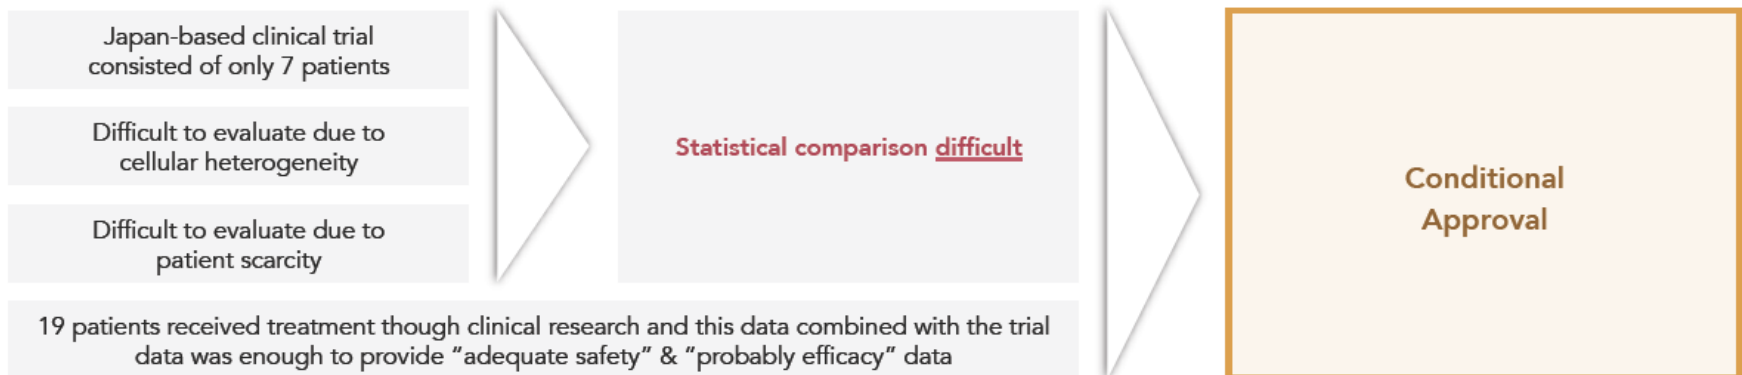 Japan-based clinical trial
consisted of only 7 patients
Difficult to evaluate due to
cellular heterogeneity
Difficult to evaluate due to
patient scarcity
Statistical comparison difficult
19 patients received treatment though clinical research and this data combined with the trial
data was enough to provide “adequate safety” & “probably efficacy” data
Conditional
Approval